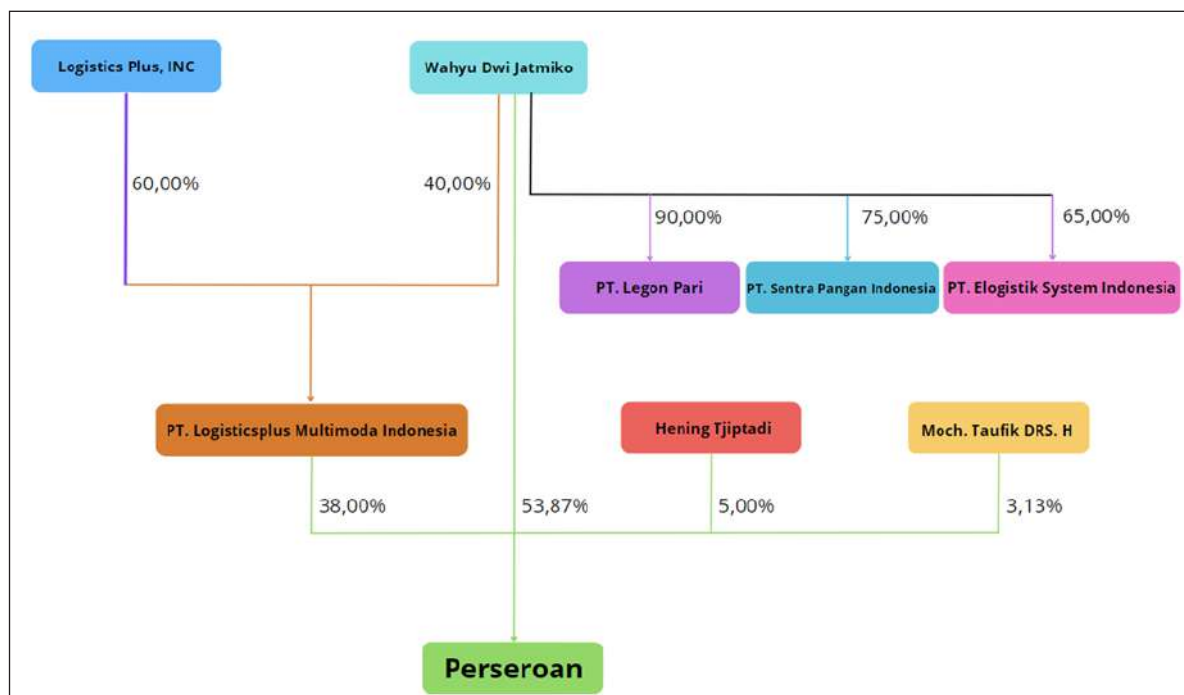 Logistics Plus, INC
Wahyu Dwi Jatmiko
60,00%
40,00%
90,00%
75,00%
65,00%
PT. Legon Pari
PT. Sentra Pangan Indonesia
PT. Elogistik System Indonesia
PT. Logisticsplus Multimoda Indonesia
Hening Tjiptadi
Moch. Taufik DRS. H
38,00%
53,87%
5,00%
3,13%
Perseroan